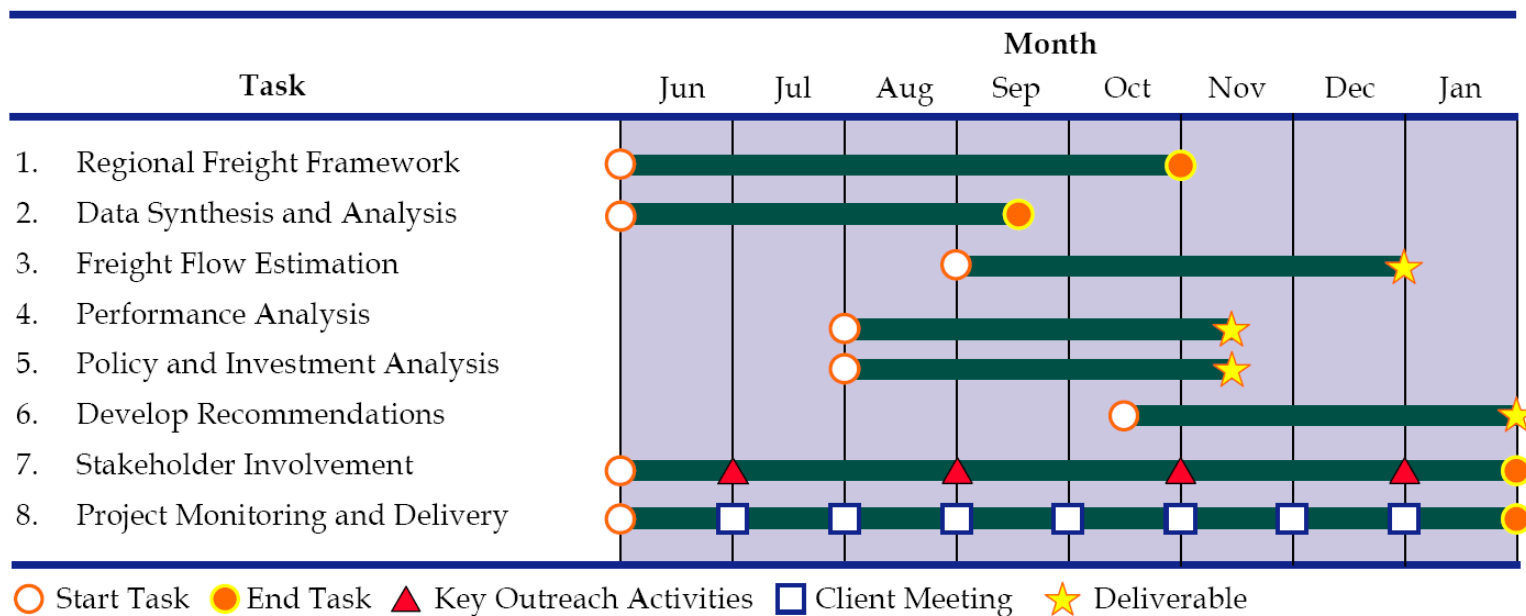 Month
Task Jun Jul Aug Sep Oct Nov Dec Jan
1. Regional Freight Framework
2. Data Synthesis and Analysis
3. Freight Flow Estimation
4. Performance Analysis
5. Policy and Investment Analysis
6. Develop Recommendations
7. Stakeholder Involvement
8. Project Monitoring and Delivery
Start Task End Task Key Outreach Activities Client Meeting Deliverable